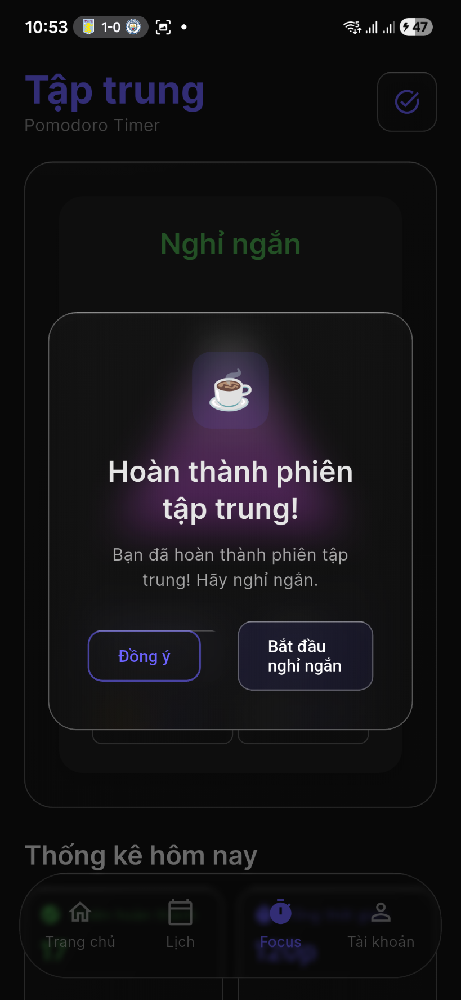 10:53 1-0 47
Tập trung
Pomodoro Timer
Nghỉ ngắn
Hoàn thành phiên
tập trung!
Bạn đã hoàn thành phiên tập
trung! Hãy nghỉ ngắn.
Đồng ý
Bắt đầu
nghỉ ngắn
Thống kê hôm nay
Trang chủ Lịch Focus Tài khoản